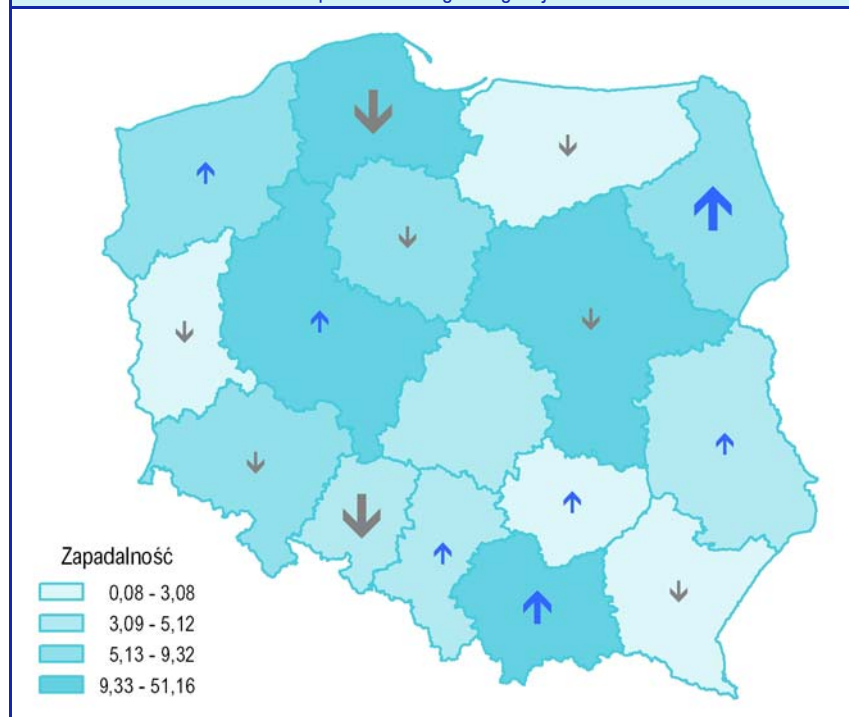 Zapadalność
0,08 - 3,08
3,09 - 5,12
5,13 - 9,32
9,33 - 51,16